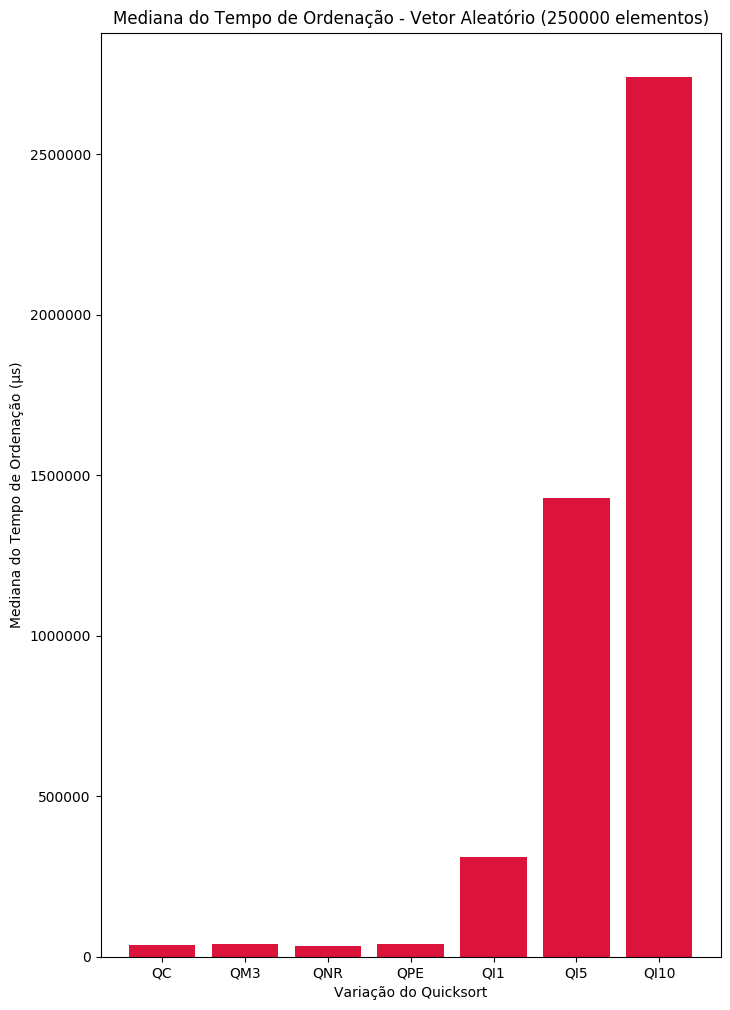 Mediana do Tempo de Ordenação - Vetor Aleatório (250000 elementos)
Mediana do Tempo de Ordenação (µs)
2500000
2000000
1500000
1000000
500000
0
QC QM3 QNR QPE QI1 QI5 QI10
Variação do Quicksort